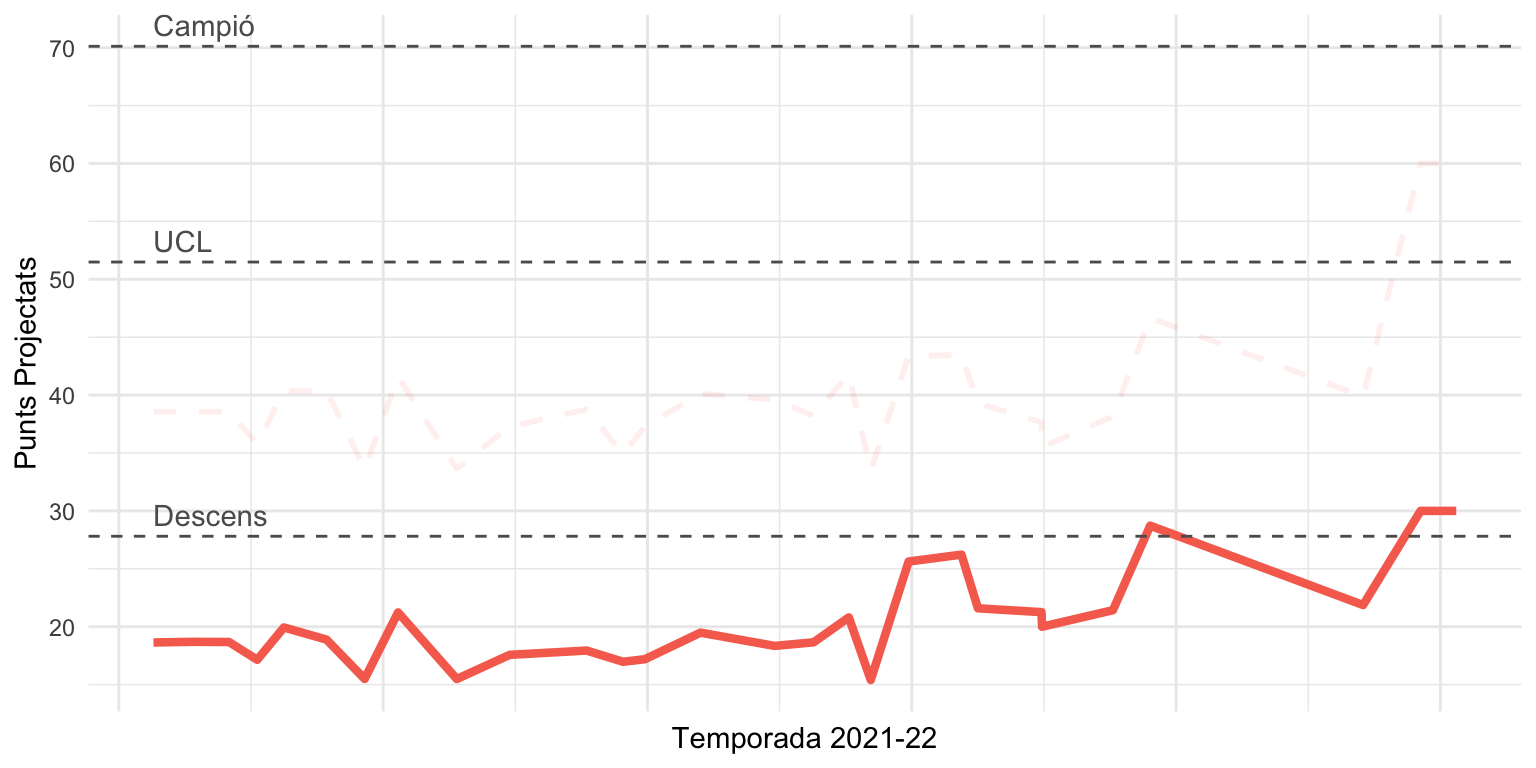 Campió
70
60
UCL
50
40
Descens
30
20
Punts Projectats
Temporada 2021-22